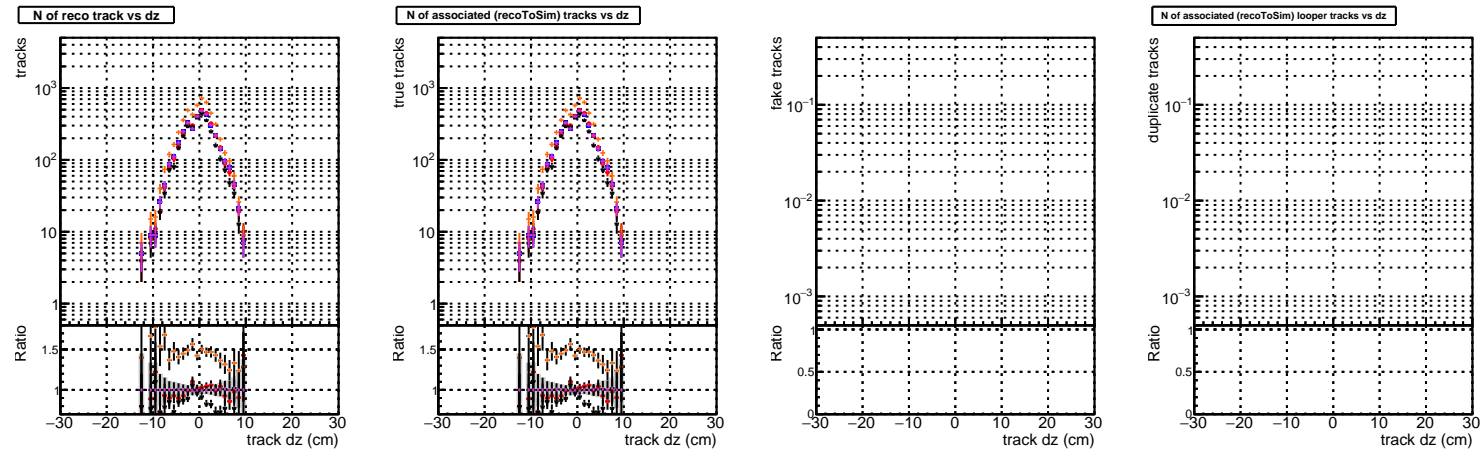 N of reco track vs dz
tracks
10³
10²
10
1
Ratio
1.5
1
−30 −20 −10 0 10 20 30
track dz (cm)
N of associated (recoToSim) tracks vs dz
true tracks
10³
10²
10
1
Ratio
1.5
1
−30 −20 −10 0 10 20 30
track dz (cm)
fake tracks
10⁻¹
10⁻²
10⁻³
Ratio
1
0.5
0
−30 −20 −10 0 10 20 30
track dz (cm)
N of associated (recoToSim) looper tracks vs dz
duplicate tracks
10⁻¹
10⁻²
10⁻³
Ratio
1
0.5
0
−30 −20 −10 0 10 20 30
track dz (cm)